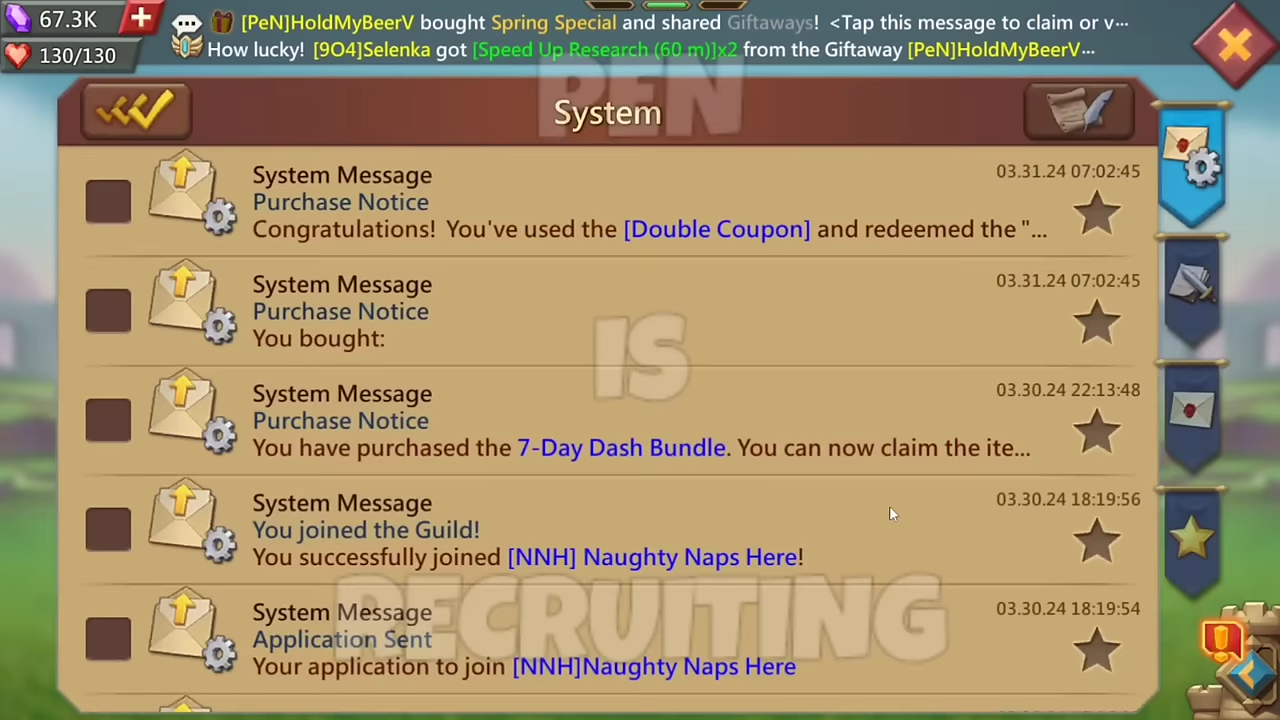 67.3K
[PeN]HoldMyBeerV bought Spring Special and shared Giftaways! <Tap this message to claim or v...
130/130
How lucky! [9O4]Selenka got [Speed Up Research (60 m)]x2 from the Giftaway [PeN]HoldMyBeerV...
PEN
System
System Message
03.31.24 07:02:45
Purchase Notice
Congratulations! You've used the [Double Coupon] and redeemed the "...
System Message
03.31.24 07:02:45
Purchase Notice
You bought:
IS
System Message
03.30.24 22:13:48
Purchase Notice
You have purchased the 7-Day Dash Bundle. You can now claim the ite...
System Message
03.30.24 18:19:56
You joined the Guild!
You successfully joined [NNH] Naughty Naps Here!
RECRUITING
System Message
03.30.24 18:19:54
Application Sent
Your application to join [NNH]Naughty Naps Here